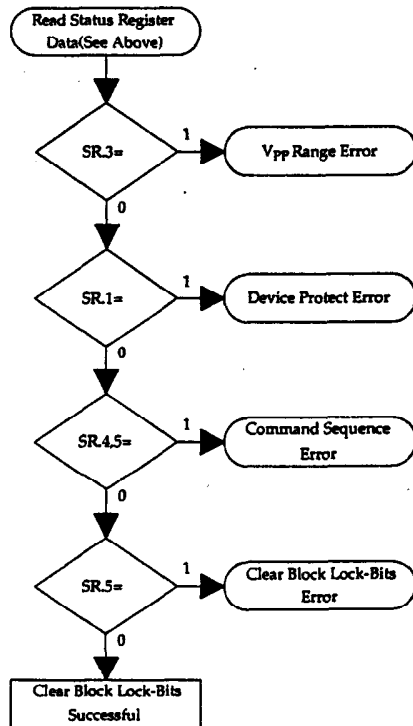 Read Status Register
Data(See Above)
SR.3=
1
VPP Range Error
0
SR.1=
1
Device Protect Error
0
SR.4,5=
1
Command Sequence
Error
0
SR.5=
1
Clear Block Lock-Bits
Error
0
Clear Block Lock-Bits
Successful